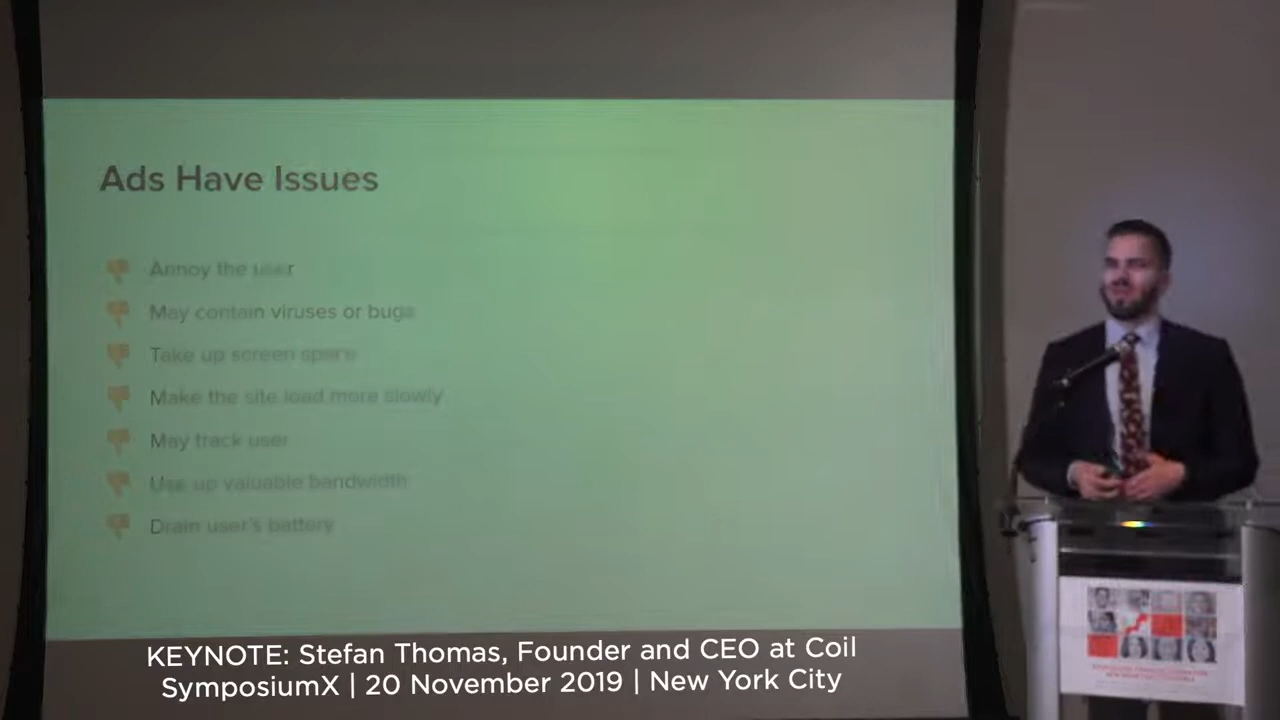 Ads Have Issues
Annoy the user
May contain viruses or bugs
Take up screen space
Make the site load more slowly
May track user
Use up valuable bandwidth
Drain user's battery
KEYNOTE: Stefan Thomas, Founder and CEO at Coil
SymposiumX | 20 November 2019 | New York City